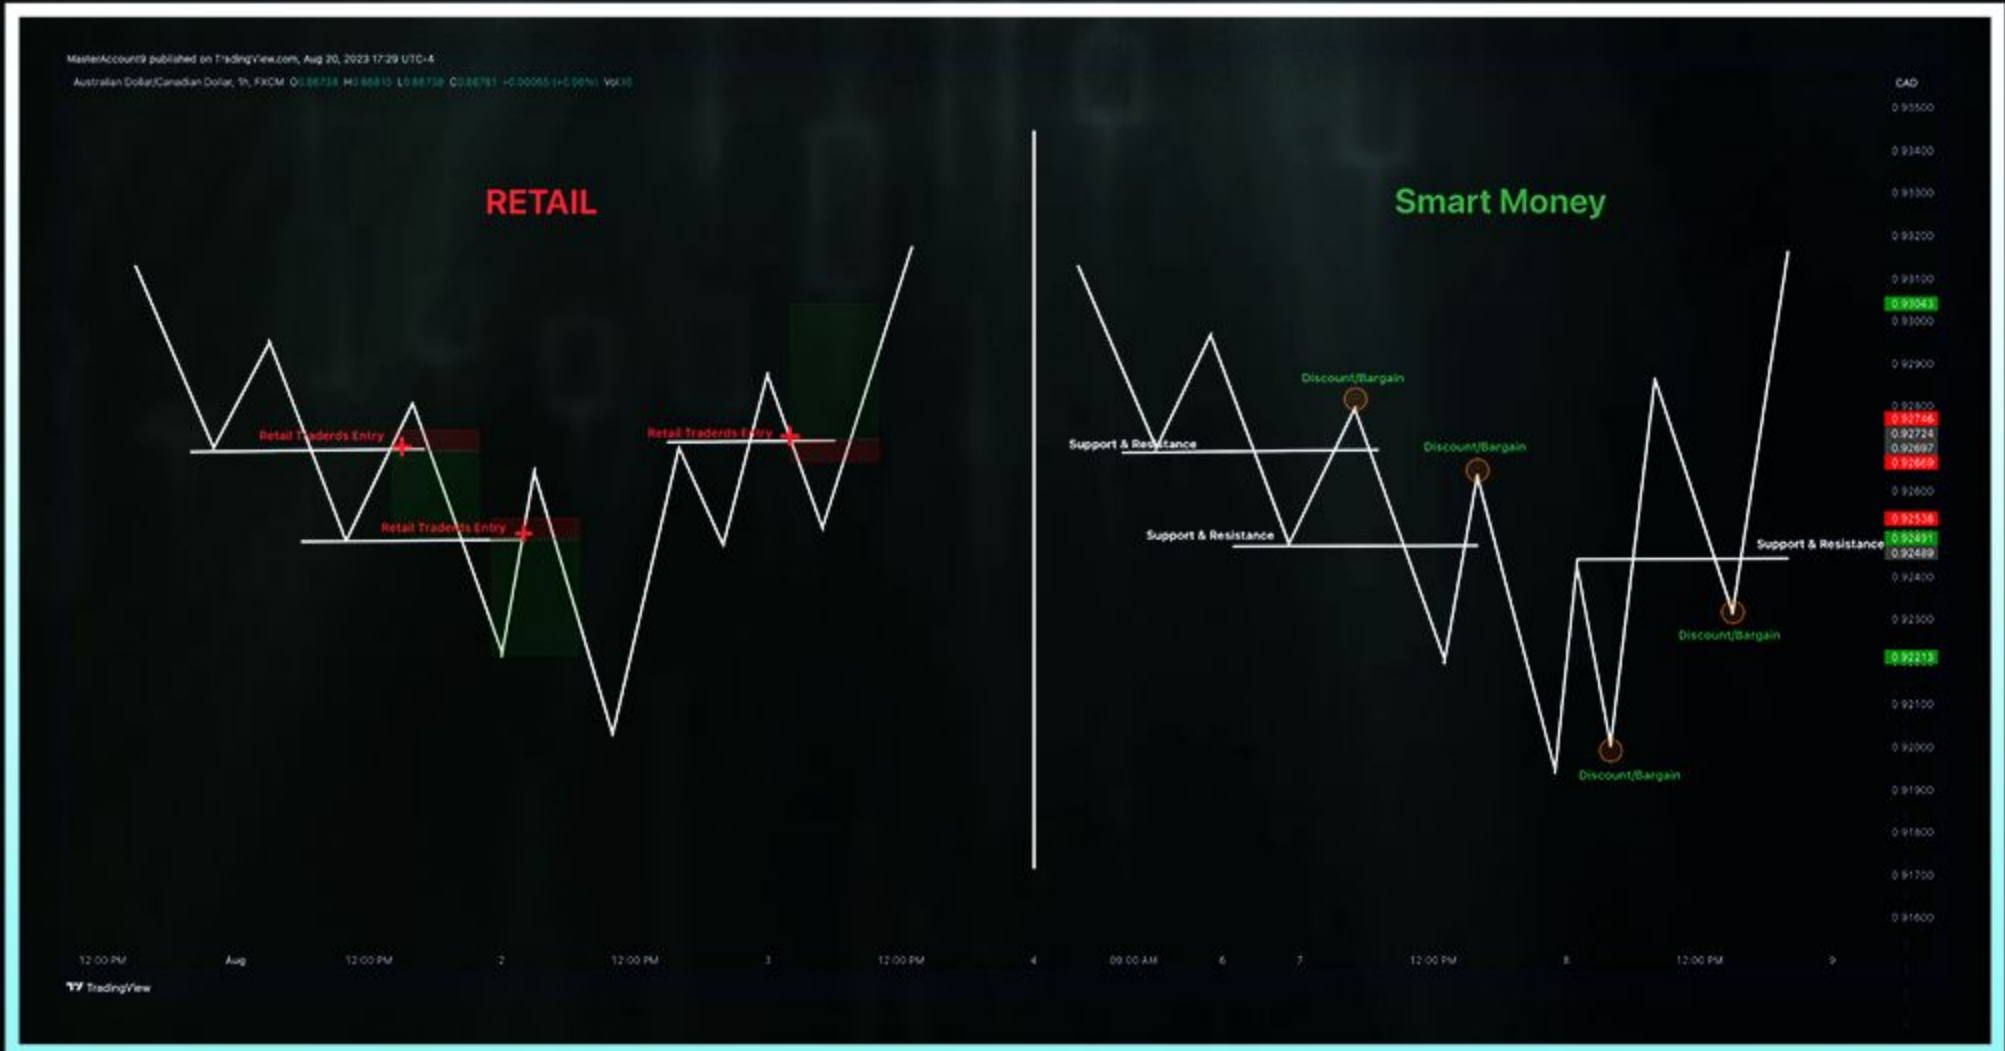 MasterAccount9 published on TradingView.com, Aug 20, 2023 17:29 UTC-4
Australian Dollar/Canadian Dollar, 1h, FXCM
CAD
0.93500
0.93400
0.93300
0.93200
0.93100
0.93043
0.93000
0.92900
0.92800
0.92746
0.92724
0.92697
0.92669
0.92600
0.92538
0.92491
0.92489
0.92400
0.92300
0.92213
0.92100
0.92000
0.91900
0.91800
0.91700
0.91600
RETAIL
Retail Traderds Entry
Retail Traderds Entry
Retail Traderds Entry
Smart Money
Discount/Bargain
Discount/Bargain
Support & Resistance
Support & Resistance
Support & Resistance
Discount/Bargain
Discount/Bargain
12:00 PM Aug 12:00 PM 2 12:00 PM 3 12:00 PM 4 09:00 AM 6 7 12:00 PM 8 12:00 PM 9
TradingView